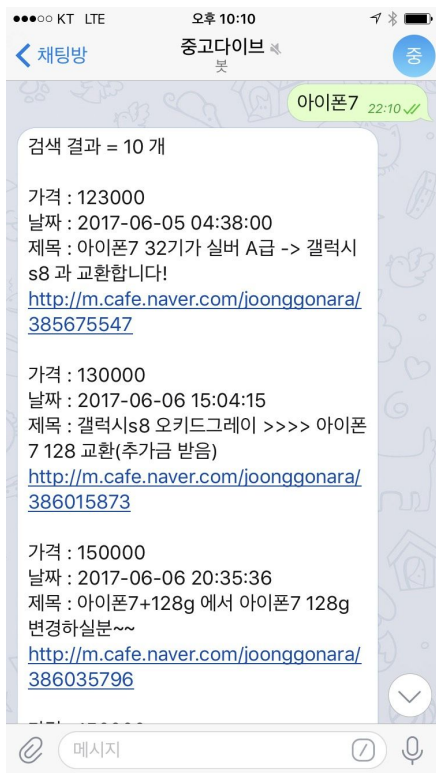 KT LTE 오후 10:10
채팅방 중고다이브 중
봇
아이폰7 22:10
검색 결과 = 10 개
가격 : 123000
날짜 : 2017-06-05 04:38:00
제목 : 아이폰7 32기가 실버 A급 -> 갤럭시
s8 과 교환합니다!
http://m.cafe.naver.com/joonggonara/
385675547
가격 : 130000
날짜 : 2017-06-06 15:04:15
제목 : 갤럭시s8 오키드그레이 >>>> 아이폰
7 128 교환(추가금 받음)
http://m.cafe.naver.com/joonggonara/
386015873
가격 : 150000
날짜 : 2017-06-06 20:35:36
제목 : 아이폰7+128g 에서 아이폰7 128g
변경하실분~~
http://m.cafe.naver.com/joonggonara/
386035796
메시지